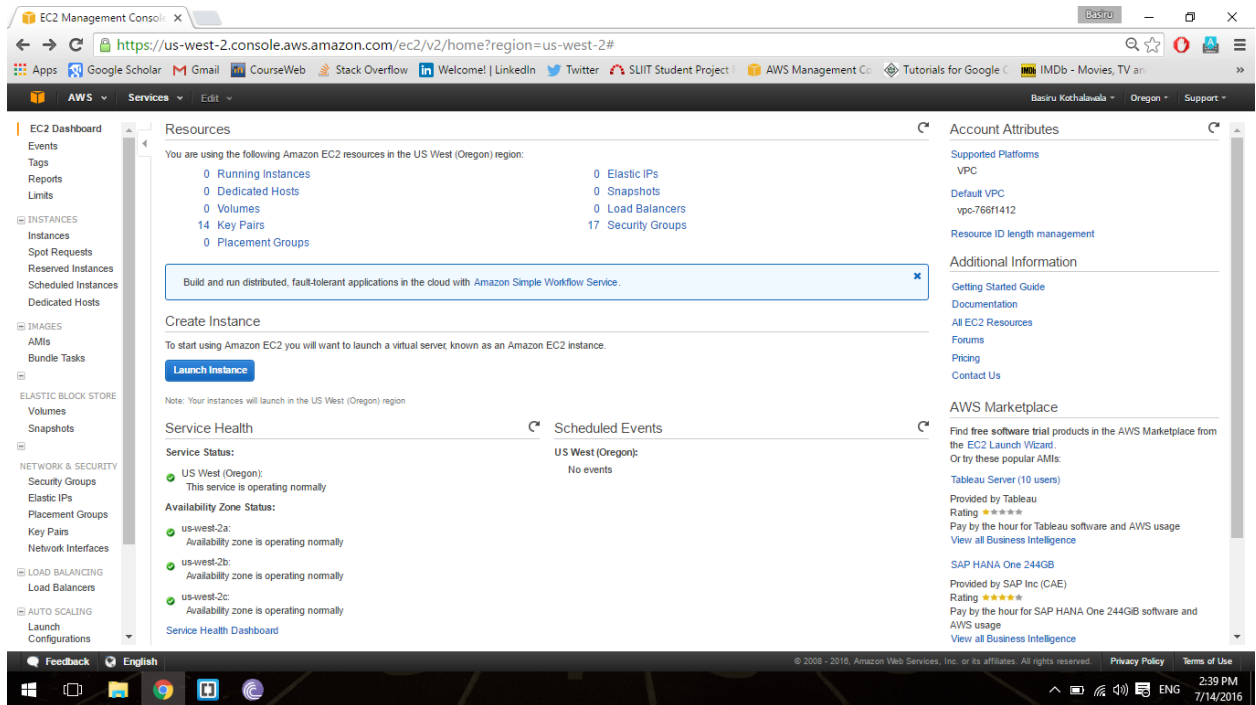 EC2 Management Console
Basiru
https://us-west-2.console.aws.amazon.com/ec2/v2/home?region=us-west-2#
Apps Google Scholar Gmail CourseWeb Stack Overflow Welcome! | LinkedIn Twitter SLIIT Student Project AWS Management Co Tutorials for Google C IMDb - Movies, TV an »
AWS Services Edit Basiru Kothalawala Oregon Support
EC2 Dashboard
Events
Tags
Reports
Limits
INSTANCES
Instances
Spot Requests
Reserved Instances
Scheduled Instances
Dedicated Hosts
IMAGES
AMIs
Bundle Tasks
ELASTIC BLOCK STORE
Volumes
Snapshots
NETWORK & SECURITY
Security Groups
Elastic IPs
Placement Groups
Key Pairs
Network Interfaces
LOAD BALANCING
Load Balancers
AUTO SCALING
Launch
Configurations
Resources
You are using the following Amazon EC2 resources in the US West (Oregon) region:
0 Running Instances
0 Dedicated Hosts
0 Volumes
14 Key Pairs
0 Placement Groups
0 Elastic IPs
0 Snapshots
0 Load Balancers
17 Security Groups
Build and run distributed, fault-tolerant applications in the cloud with Amazon Simple Workflow Service.
Create Instance
To start using Amazon EC2 you will want to launch a virtual server, known as an Amazon EC2 instance.
Launch Instance
Note: Your instances will launch in the US West (Oregon) region
Service Health
Service Status:
US West (Oregon):
This service is operating normally
Availability Zone Status:
us-west-2a:
Availability zone is operating normally
us-west-2b:
Availability zone is operating normally
us-west-2c:
Availability zone is operating normally
Service Health Dashboard
Scheduled Events
US West (Oregon):
No events
Account Attributes
Supported Platforms
VPC
Default VPC
vpc-766f1412
Resource ID length management
Additional Information
Getting Started Guide
Documentation
All EC2 Resources
Forums
Pricing
Contact Us
AWS Marketplace
Find free software trial products in the AWS Marketplace from
the EC2 Launch Wizard.
Or try these popular AMIs:
Tableau Server (10 users)
Provided by Tableau
Rating
Pay by the hour for Tableau software and AWS usage
View all Business Intelligence
SAP HANA One 244GB
Provided by SAP Inc (CAE)
Rating
Pay by the hour for SAP HANA One 244GiB software and
AWS usage
View all Business Intelligence
Feedback English © 2008 - 2016, Amazon Web Services, Inc. or its affiliates. All rights reserved. Privacy Policy Terms of Use
ENG
2:39 PM
7/14/2016